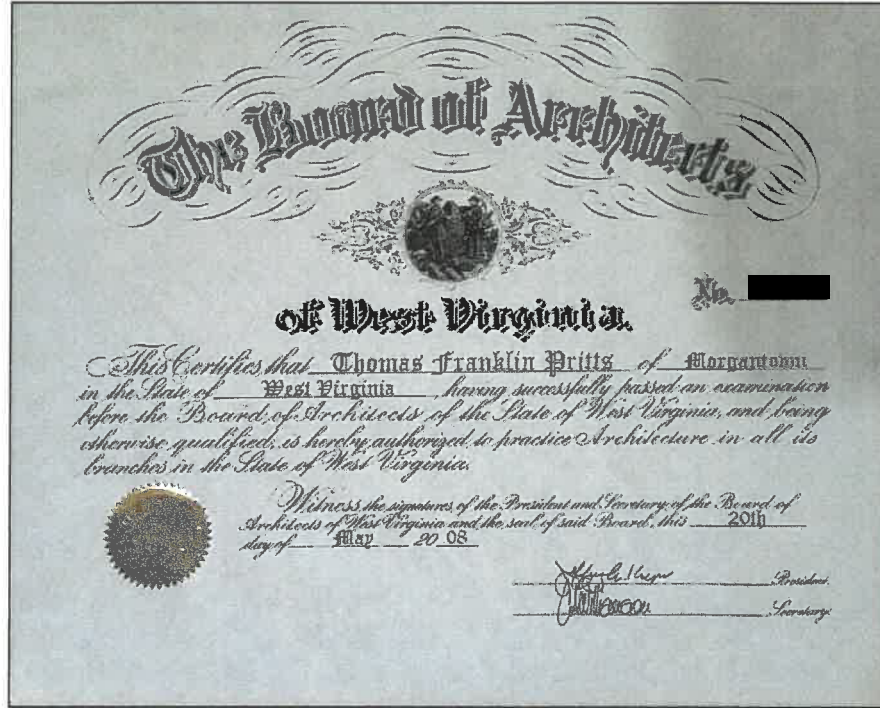 The Board of Architects
No.
of West Virginia.
This Certifies that Thomas Franklin Pritts of Morgantown
in the State of West Virginia, having successfully passed an examination
before the Board of Architects of the State of West Virginia, and being
otherwise qualified, is hereby authorized to practice Architecture in all its
branches in the State of West Virginia.
Witness the signatures of the President and Secretary of the Board of
Architects of West Virginia and the seal of said Board, this 20th
day of May 20 08
President.
Secretary.